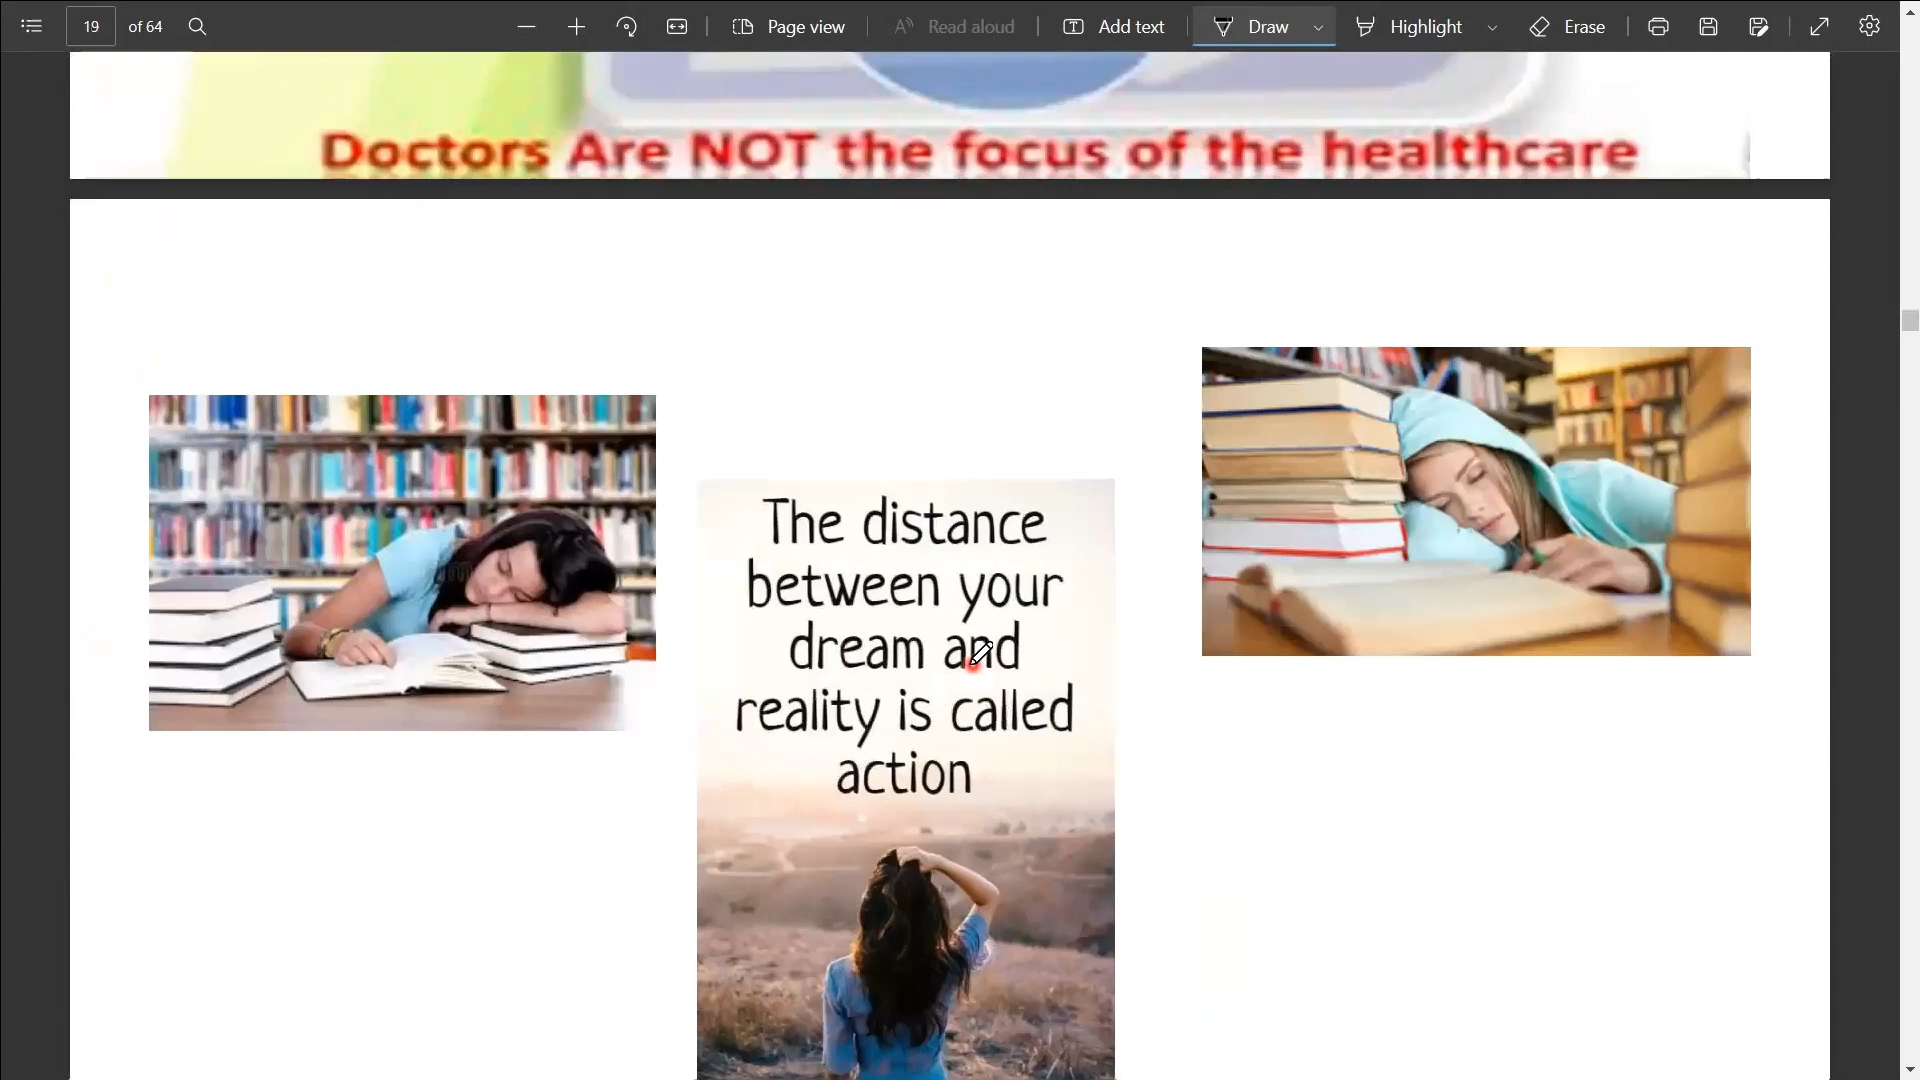 19 of 64 Page view Read aloud Add text Draw Highlight Erase
Doctors Are NOT the focus of the healthcare
The distance
between your
dream and
reality is called
action